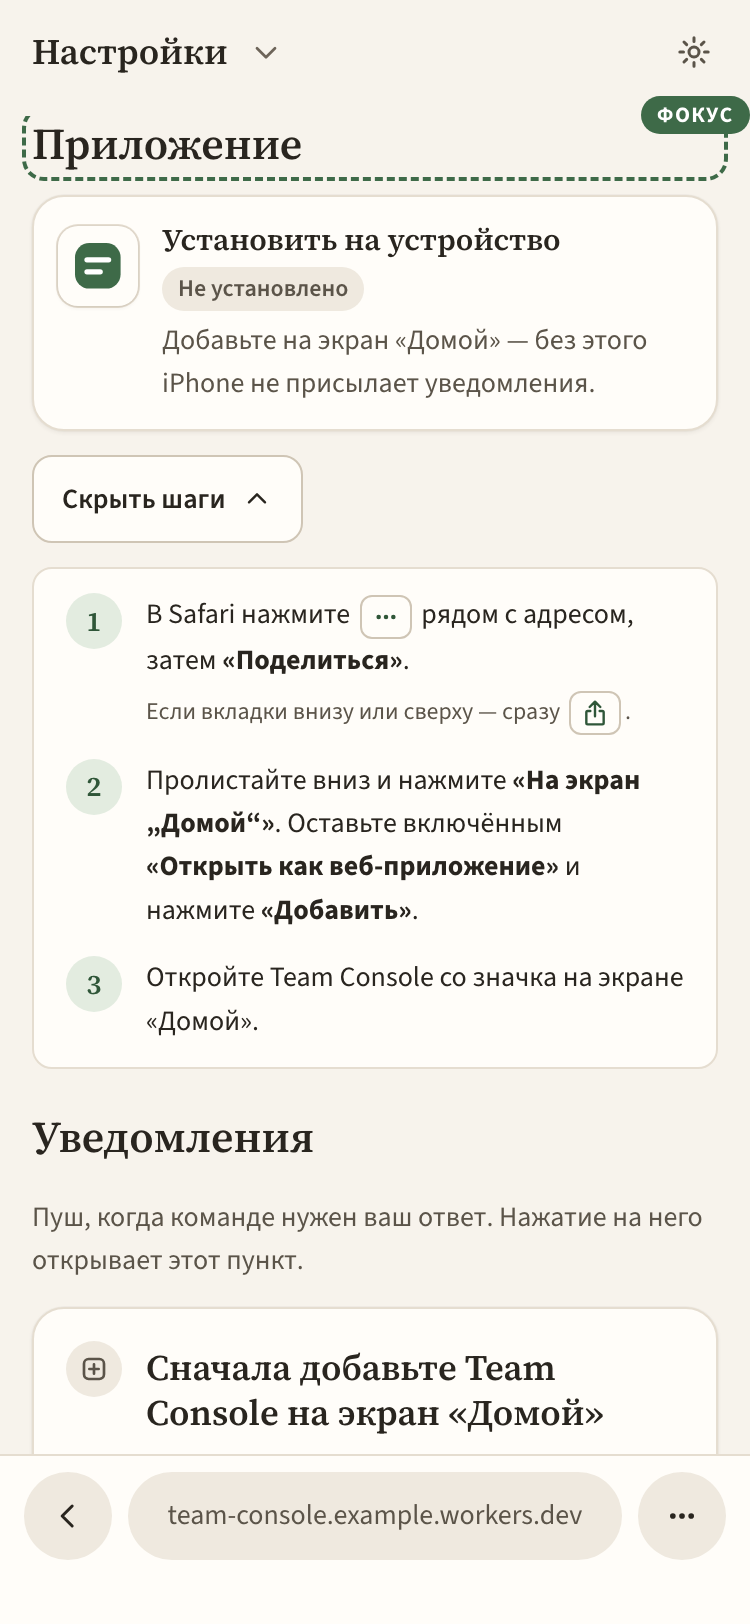 Настройки
ФОКУС
Приложение
Установить на устройство
Не установлено
Добавьте на экран «Домой» — без этого
iPhone не присылает уведомления.
Скрыть шаги
1
В Safari нажмите ··· рядом с адресом,
затем «Поделиться».
Если вкладки внизу или сверху — сразу .
2
Пролистайте вниз и нажмите «На экран
„Домой“». Оставьте включённым
«Открыть как веб-приложение» и
нажмите «Добавить».
3
Откройте Team Console со значка на экране
«Домой».
Уведомления
Пуш, когда команде нужен ваш ответ. Нажатие на него
открывает этот пункт.
Сначала добавьте Team
Console на экран «Домой»
team-console.example.workers.dev